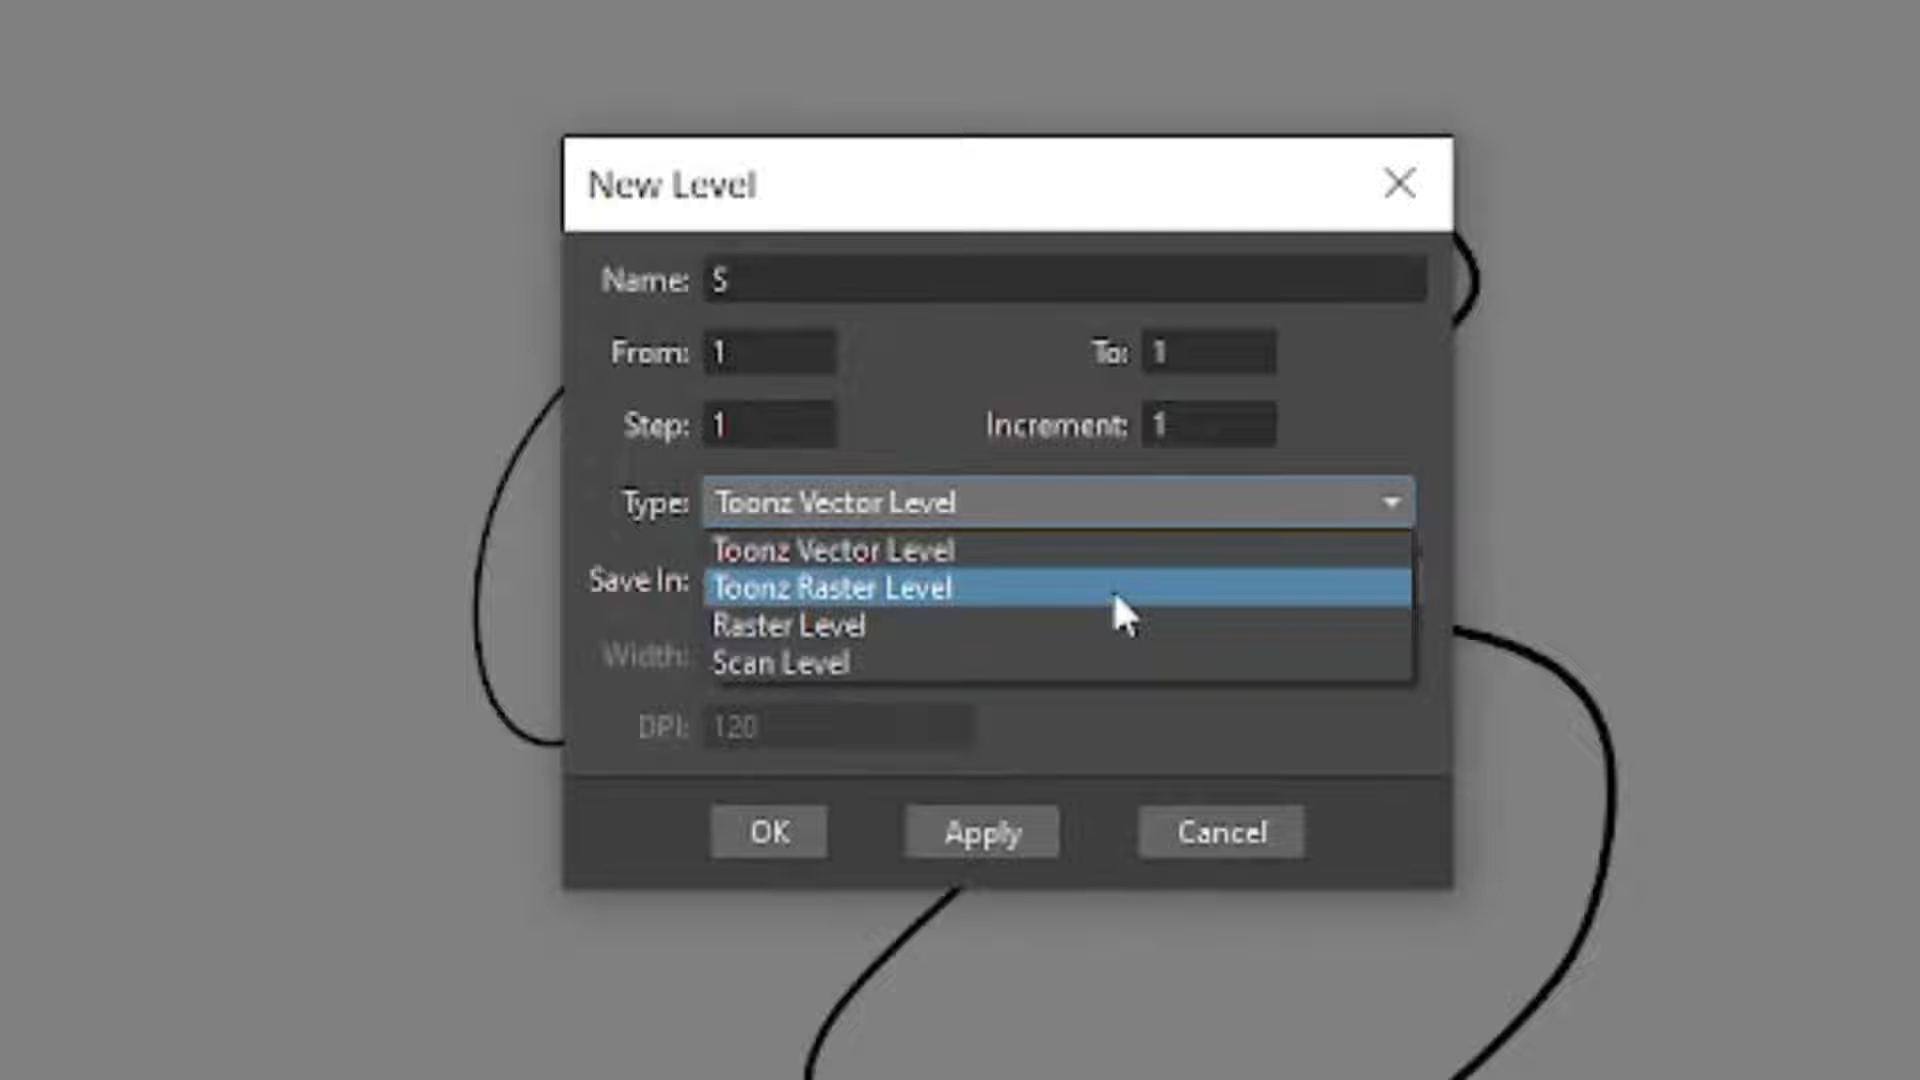 New Level
Name: S
From: 1 To: 1
Step: 1 Increment: 1
Type: Toonz Vector Level
Toonz Vector Level
Save In: Toonz Raster Level
Raster Level
Width: Scan Level
DPI: 120
OK Apply Cancel